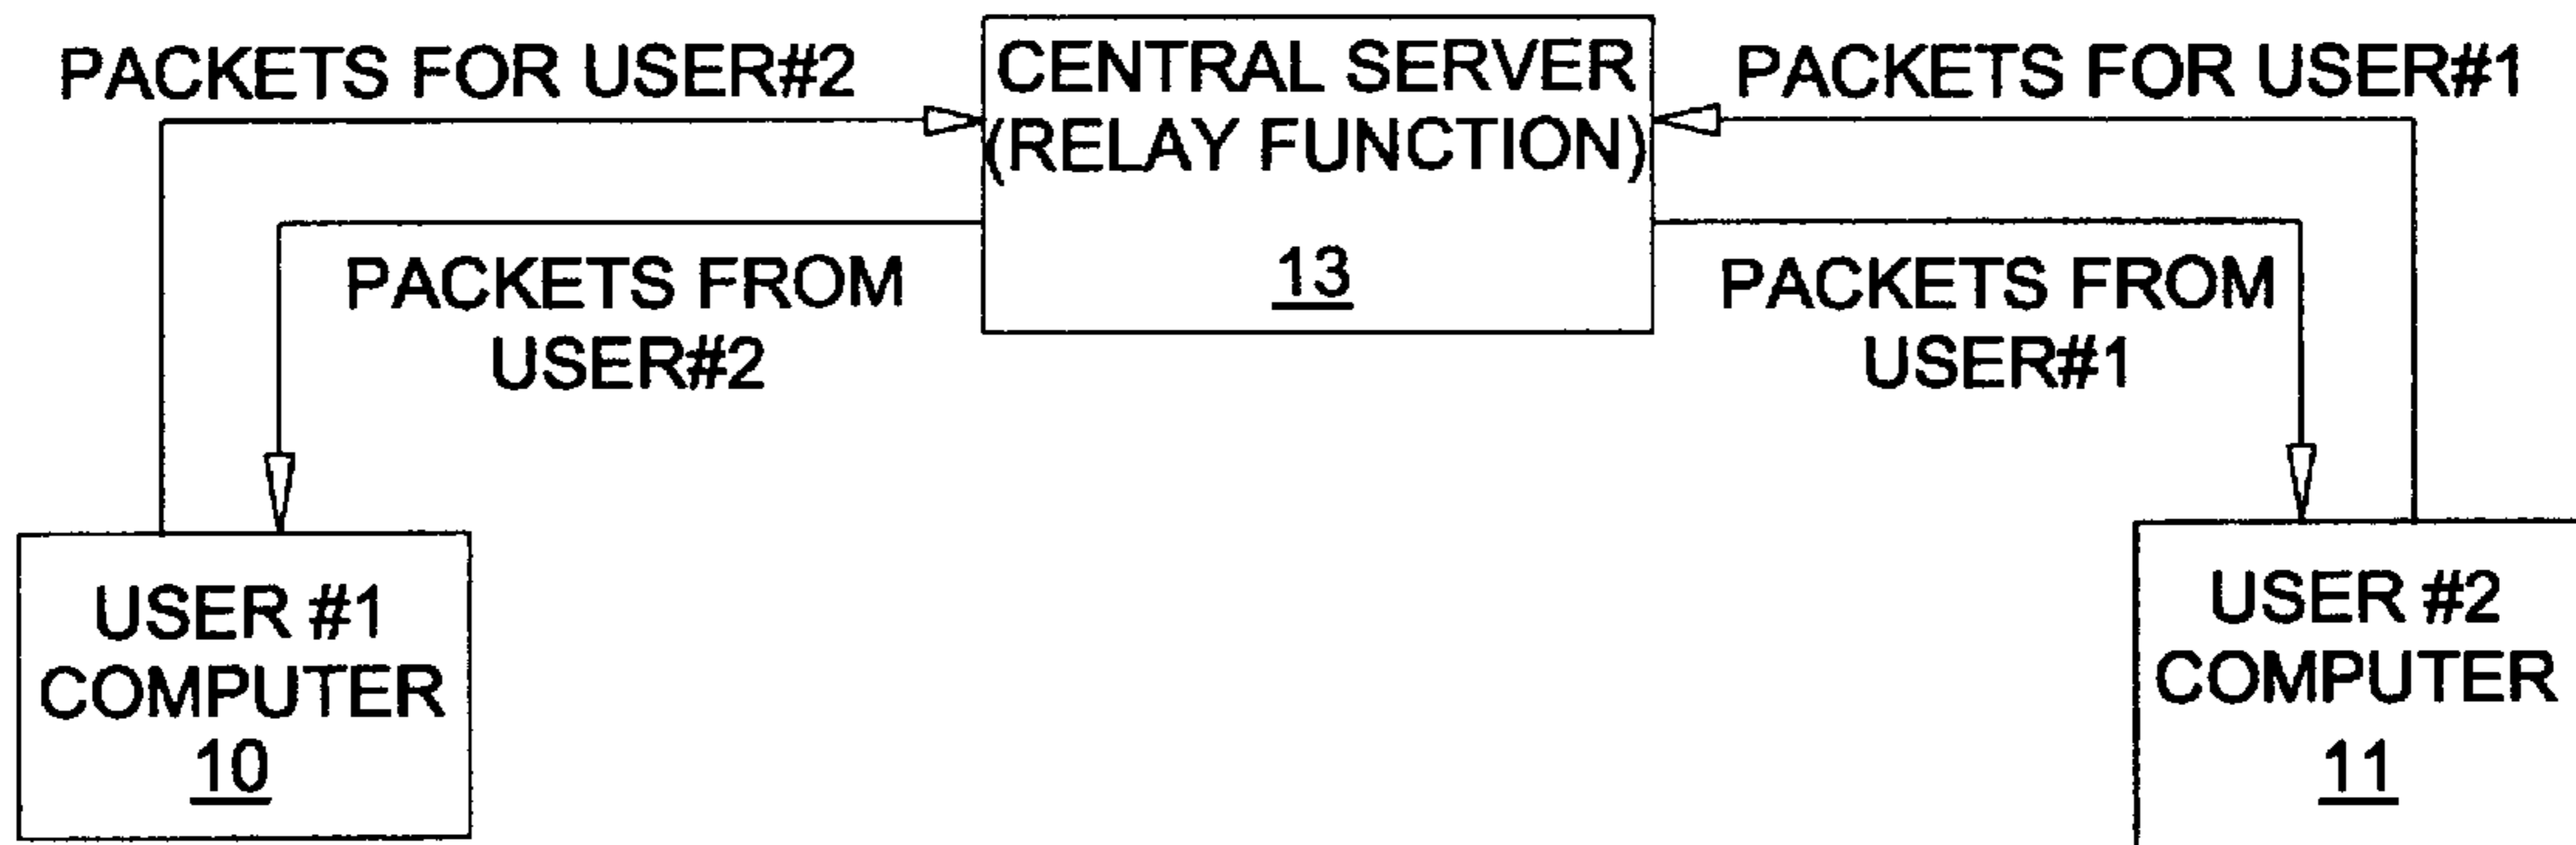 PACKETS FOR USER#2
CENTRAL SERVER
(RELAY FUNCTION)
13
PACKETS FOR USER#1
PACKETS FROM
USER#2
PACKETS FROM
USER#1
USER #1
COMPUTER
10
USER #2
COMPUTER
11